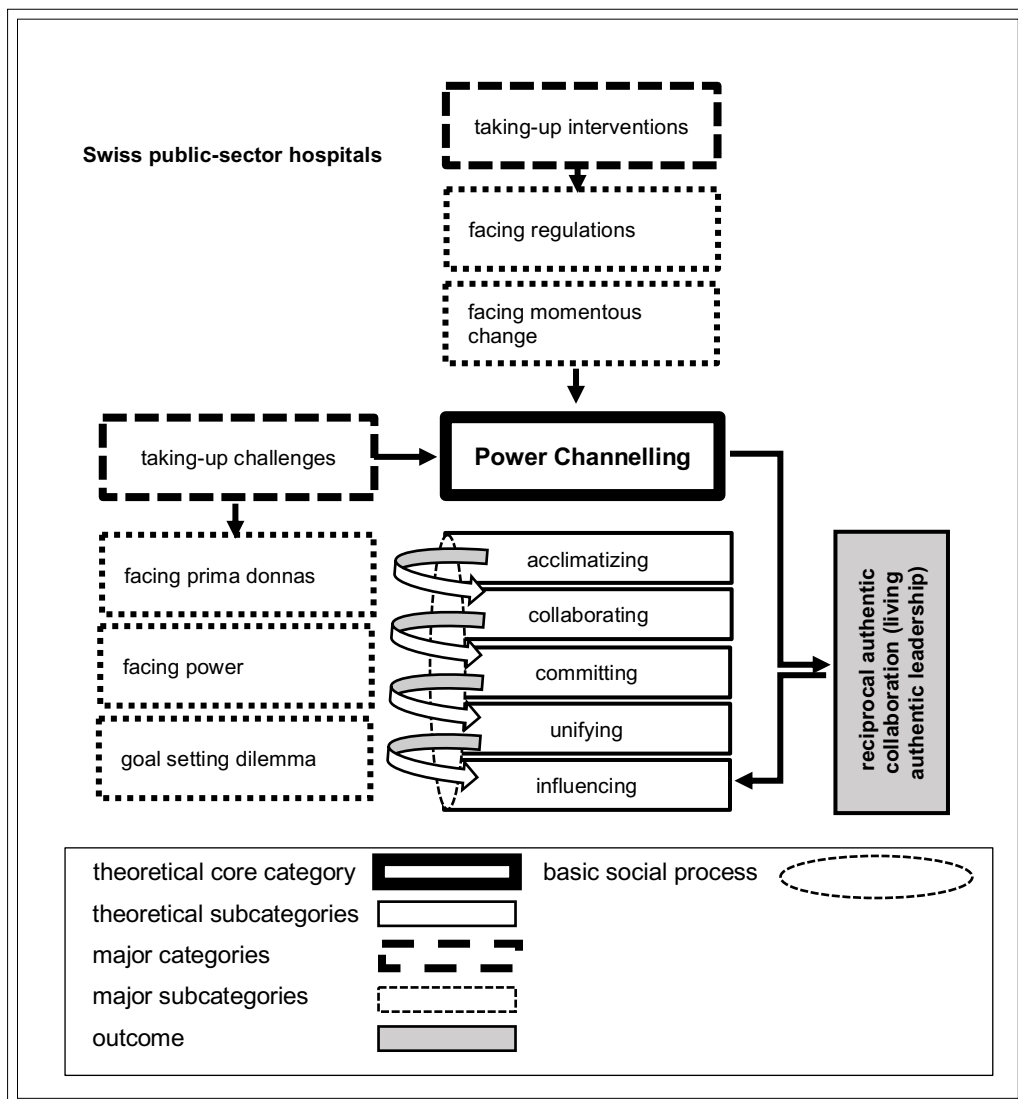 Swiss public-sector hospitals
taking-up interventions
facing regulations
facing momentous
change
taking-up challenges
Power Channelling
facing prima donnas
facing power
goal setting dilemma
acclimatizing
collaborating
committing
unifying
influencing
reciprocal authentic
collaboration (living
authentic leadership)
theoretical core category
basic social process
theoretical subcategories
major categories
major subcategories
outcome